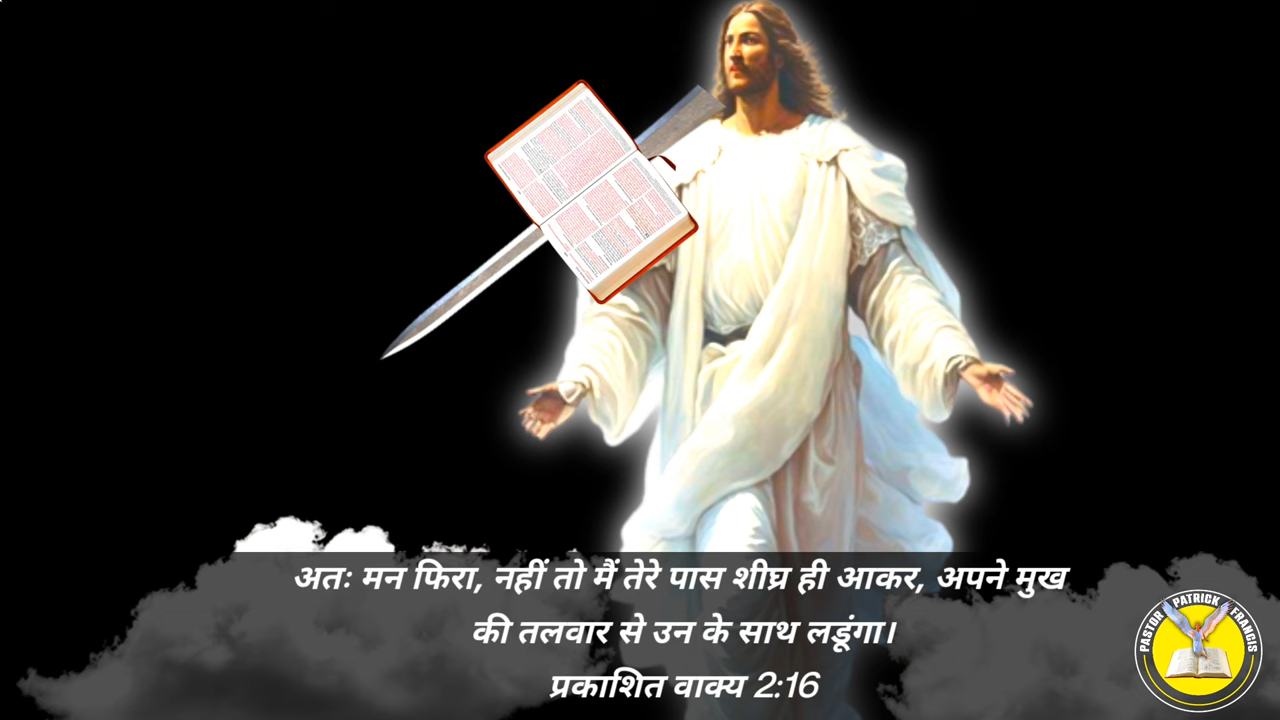 अतः मन फिरा, नहीं तो मैं तेरे पास शीघ्र ही आकर, अपने मुख
की तलवार से उन के साथ लडूंगा।
प्रकाशित वाक्य 2:16
PASTOR PATRICK FRANCIS